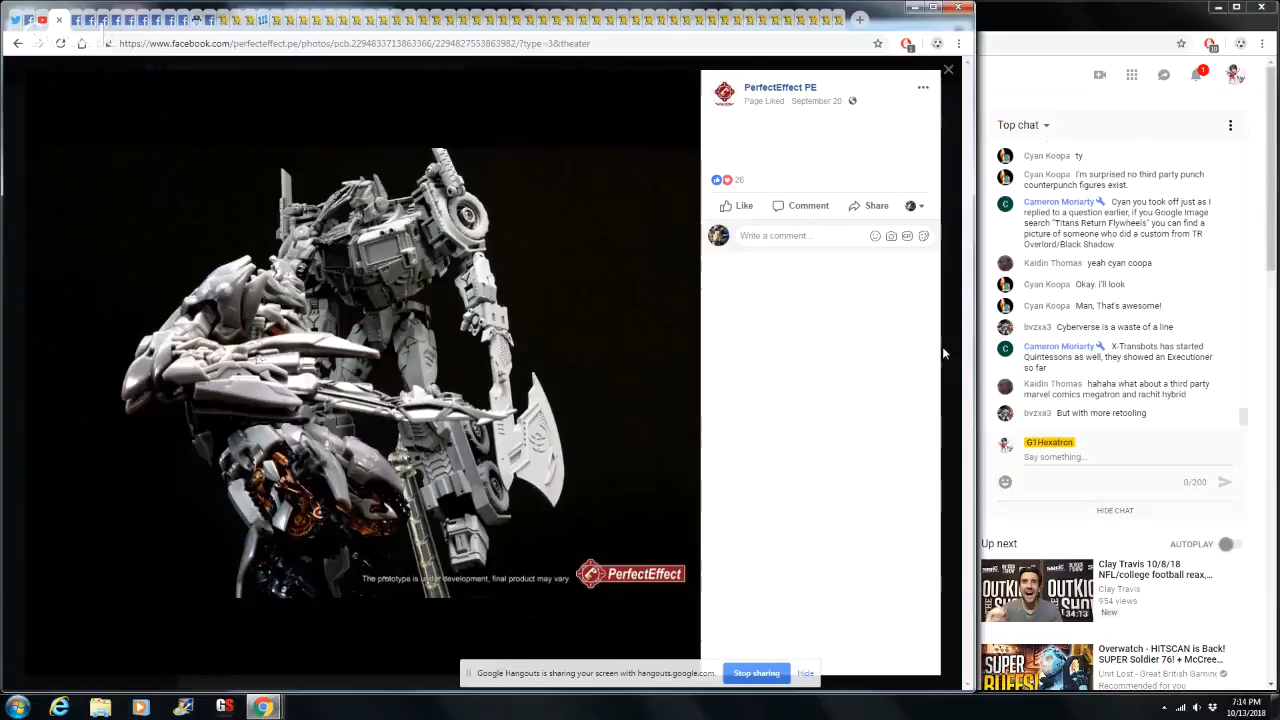 https://www.facebook.com/perfecteffect.pe/photos/pcb.2294833713863366/2294827553863982/?type=3&theater
PerfectEffect PE
Page Liked September 20
26
Like Comment Share
Write a comment...
The prototype is under development, final product may vary.
PerfectEffect
Google Hangouts is sharing your screen with hangouts.google.com.
Stop sharing
Hide
1
10
1
Top chat
Cyan Koopa ty
Cyan Koopa I'm surprised no third party punch
counterpunch figures exist.
Cameron Moriarty Cyan you took off just as I
replied to a question earlier, if you Google Image
search "Titans Return Flywheels" you can find a
picture of someone who did a custom from TR
Overlord/Black Shadow
Kaidin Thomas yeah cyan coopa
Cyan Koopa Okay. i'll look
Cyan Koopa Man, That's awesome!
bvzxa3 Cyberverse is a waste of a line
Cameron Moriarty X-Transbots has started
Quintessons as well, they showed an Executioner
so far
Kaidin Thomas hahaha what about a third party
marvel comics megatron and rachit hybrid
bvzxa3 But with more retooling
G1Hexatron
Say something...
0/200
HIDE CHAT
Up next
AUTOPLAY
Clay Travis 10/8/18
NFL/college football reax,...
Clay Travis
954 views
New
34:13
Overwatch - HITSCAN is Back!
SUPER Soldier 76! + McCree...
Unit Lost - Great British Gaming
Recommended for you
SUPER
BUFFS!
GS
7:14 PM
10/13/2018